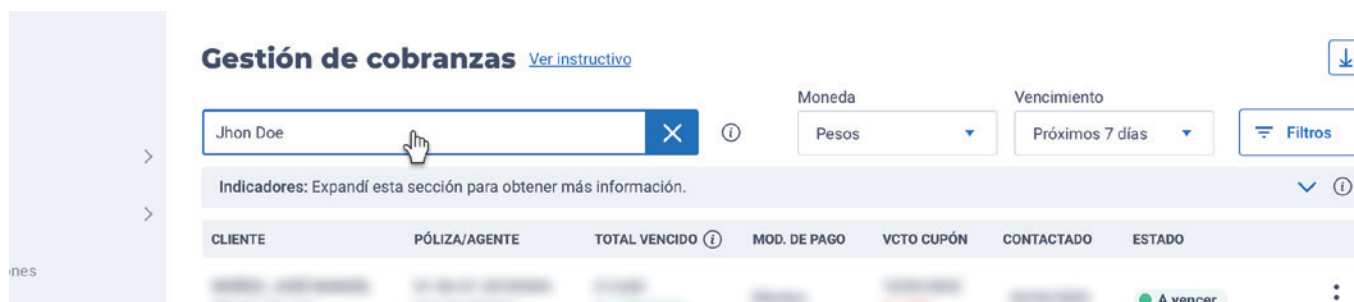 Gestión de cobranzas Ver instructivo
Moneda
Vencimiento
Jhon Doe
Pesos
Próximos 7 días
Filtros
Indicadores: Expandí esta sección para obtener más información.
CLIENTE PÓLIZA/AGENTE TOTAL VENCIDO MOD. DE PAGO VCTO CUPÓN CONTACTADO ESTADO
ones
A vencer